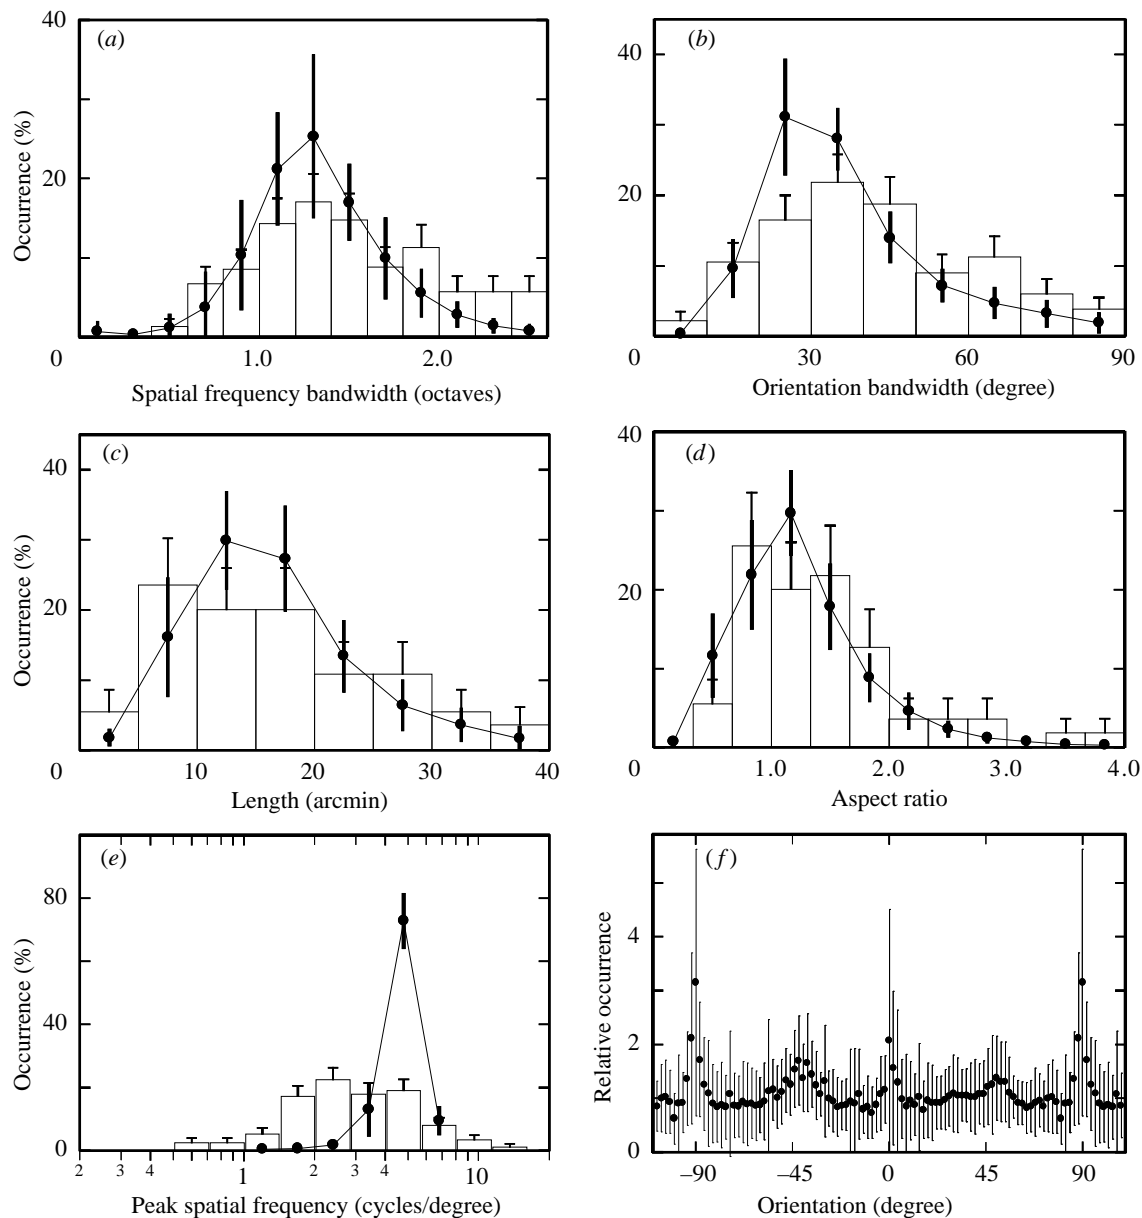 (a)
40
20
Occurrence (%)
0
1.0
2.0
Spatial frequency bandwidth (octaves)
(b)
40
20
0
30
60
90
Orientation bandwidth (degree)
(c)
40
20
Occurrence (%)
0
10
20
30
40
Length (arcmin)
(d)
40
20
0
1.0
2.0
3.0
4.0
Aspect ratio
(e)
80
40
0
Occurrence (%)
2 3 4 1 2 3 4 10
Peak spatial frequency (cycles/degree)
(f)
4
2
0
Relative occurrence
−90
−45
0
45
90
Orientation (degree)